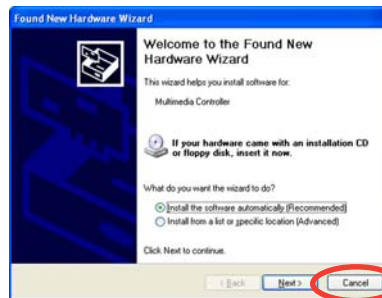 Found New Hardware Wizard
Welcome to the Found New
Hardware Wizard
This wizard helps you install software for:
Multimedia Controller
If your hardware came with an installation CD
or floppy disk, insert it now.
What do you want the wizard to do?
Install the software automatically (Recommended)
Install from a list or specific location (Advanced)
Click Next to continue.
< Back Next > Cancel